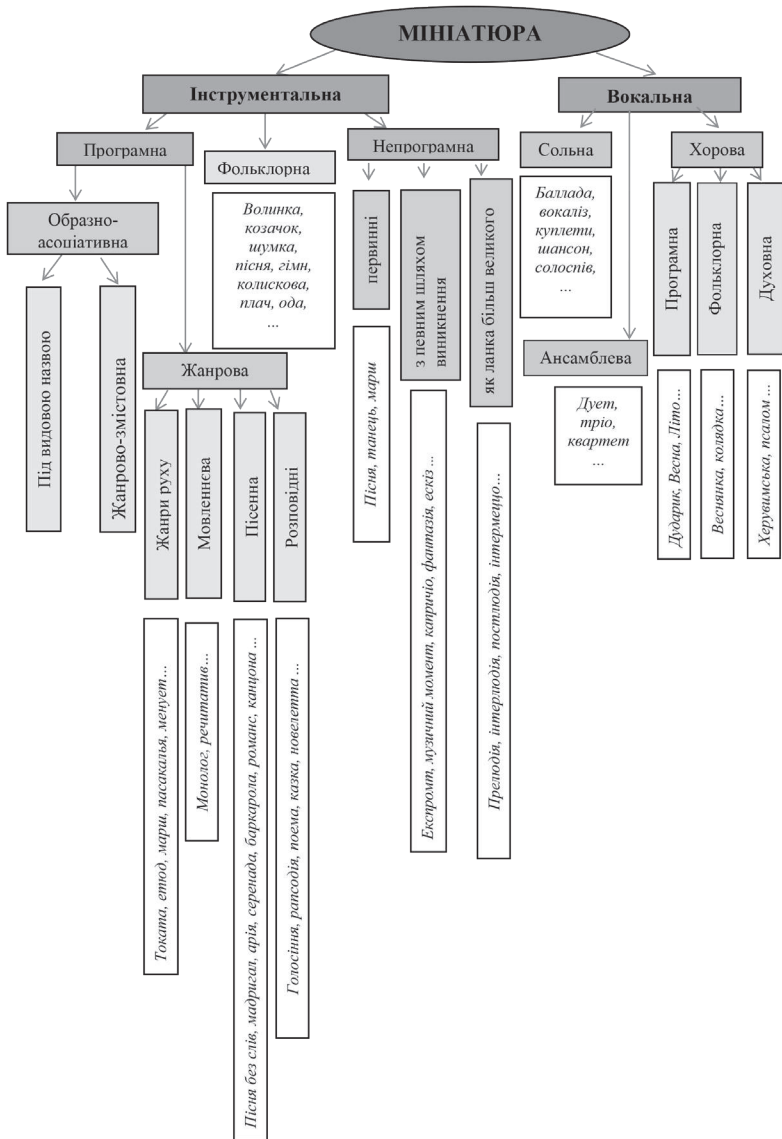 МІНІАТЮРА
Інструментальна
Вокальна
Програмна
Фольклорна
Непрограмна
Сольна
Хорова
Образно-
асоціативна
Волинка,
козачок,
шумка,
пісня, гімн,
колискова,
плач, ода,
…
первинні
з певним шляхом
виникнення
як ланка більш великого
Баллада,
вокаліз,
куплети,
шансон,
солоспів,
…
Програмна
Фольклорна
Духовна
Під видовою назвою
Жанрово-змістовна
Жанрова
Ансамблева
Жанри руху
Мовленнєва
Пісенна
Розповідні
Пісня, танець, марш
Дует,
тріо,
квартет
…
Дударик, Весна, Літо…
Веснянка, колядка…
Херувимська, псалом …
Експромт, музичний момент, капричіо, фантазія, ескіз …
Прелюдія, інтерлюдія, постлюдія, інтермеццо…
Токата, етюд, марш, пасакалья, менует…
Монолог, речитатив…
Пісня без слів, мадригал, арія, серенада, баркарола, романс, канцона …
Голосіння, рапсодія, поема, казка, новелетта …